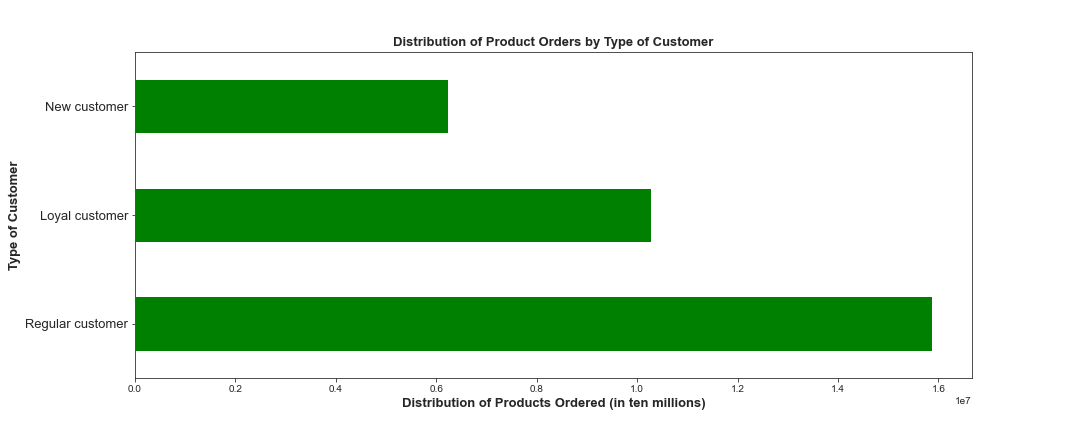 Distribution of Product Orders by Type of Customer
Type of Customer
New customer
Loyal customer
Regular customer
0.0 0.2 0.4 0.6 0.8 1.0 1.2 1.4 1.6
1e7
Distribution of Products Ordered (in ten millions)